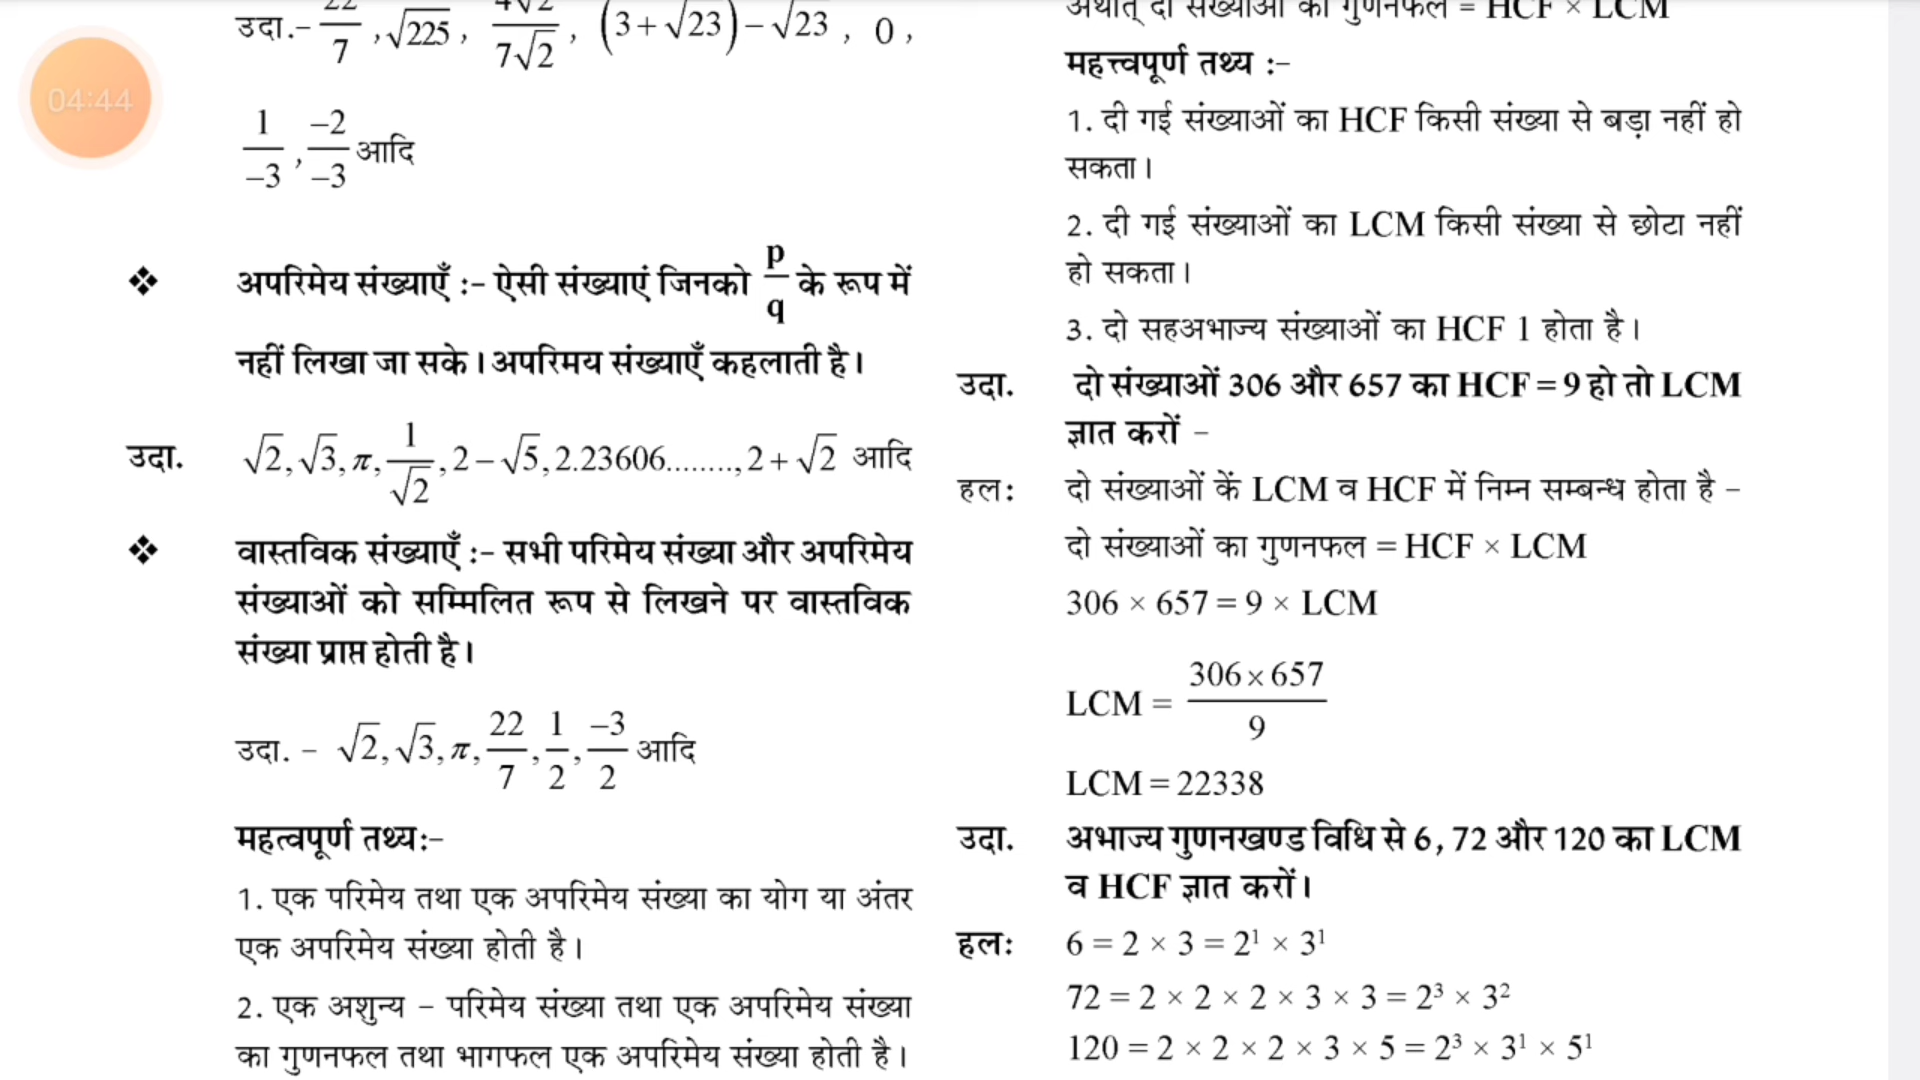 04:44
उदा.– 22/7 , √225 , 4√2/7√2 , (3 + √23) – √23 , 0 ,
1/–3 , –2/–3 आदि
❖ अपरिमेय संख्याएँ :– ऐसी संख्याएं जिनको p/q के रूप में
नहीं लिखा जा सके। अपरिमय संख्याएँ कहलाती है।
उदा. √2, √3, π, 1/√2, 2 – √5, 2.23606........, 2 + √2 आदि
❖ वास्तविक संख्याएँ :– सभी परिमेय संख्या और अपरिमेय
संख्याओं को सम्मिलित रूप से लिखने पर वास्तविक
संख्या प्राप्त होती है।
उदा. – √2, √3, π, 22/7, 1/2, –3/2 आदि
महत्वपूर्ण तथ्य:–
1. एक परिमेय तथा एक अपरिमेय संख्या का योग या अंतर
एक अपरिमेय संख्या होती है।
2. एक अशुन्य – परिमेय संख्या तथा एक अपरिमेय संख्या
का गुणनफल तथा भागफल एक अपरिमेय संख्या होती है।
अर्थात् दो संख्याओं का गुणनफल = HCF × LCM
महत्त्वपूर्ण तथ्य :–
1. दी गई संख्याओं का HCF किसी संख्या से बड़ा नहीं हो
सकता।
2. दी गई संख्याओं का LCM किसी संख्या से छोटा नहीं
हो सकता।
3. दो सहअभाज्य संख्याओं का HCF 1 होता है।
उदा. दो संख्याओं 306 और 657 का HCF = 9 हो तो LCM
ज्ञात करों –
हल: दो संख्याओं कें LCM व HCF में निम्न सम्बन्ध होता है –
दो संख्याओं का गुणनफल = HCF × LCM
306 × 657 = 9 × LCM
LCM = 306 × 657/9
LCM = 22338
उदा. अभाज्य गुणनखण्ड विधि से 6, 72 और 120 का LCM
व HCF ज्ञात करों।
हल: 6 = 2 × 3 = 2¹ × 3¹
72 = 2 × 2 × 2 × 3 × 3 = 2³ × 3²
120 = 2 × 2 × 2 × 3 × 5 = 2³ × 3¹ × 5¹